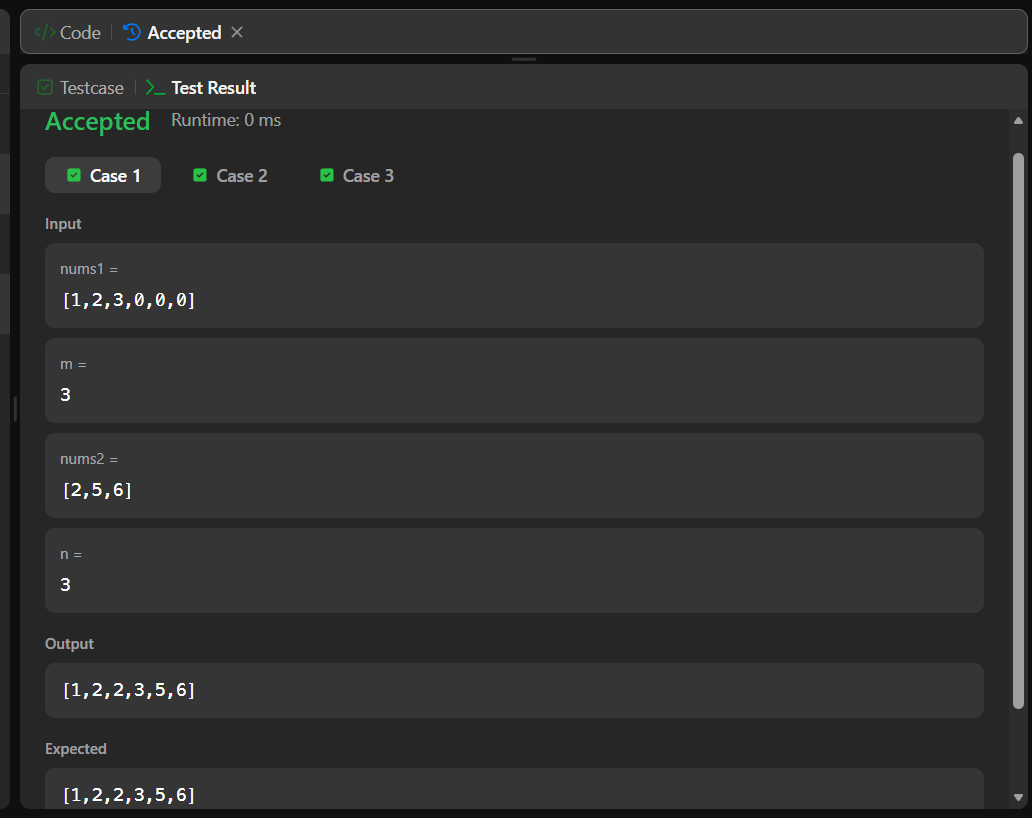 </> Code Accepted
Testcase Test Result
Accepted Runtime: 0 ms
Case 1 Case 2 Case 3
Input
nums1 =
[1,2,3,0,0,0]
m =
3
nums2 =
[2,5,6]
n =
3
Output
[1,2,2,3,5,6]
Expected
[1,2,2,3,5,6]